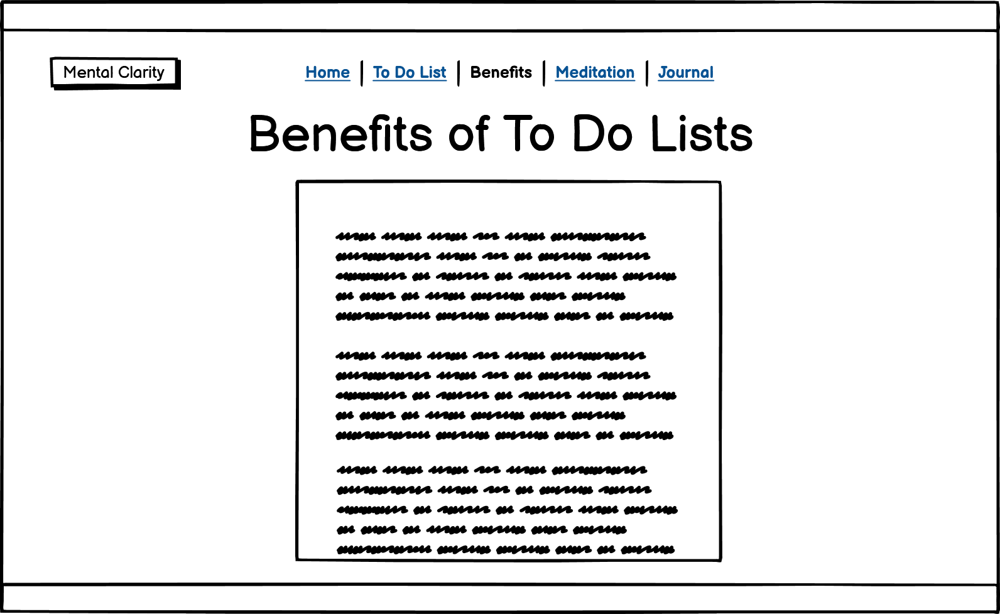 Mental Clarity
Home | To Do List | Benefits | Meditation | Journal
Benefits of To Do Lists